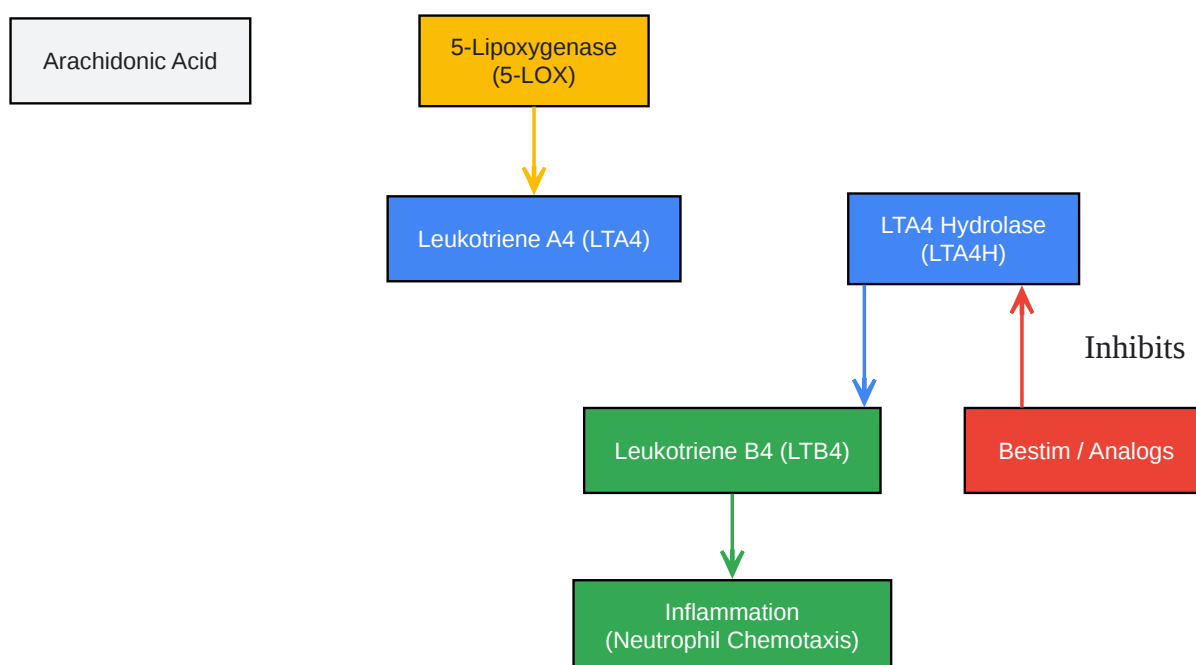 Arachidonic Acid
5-Lipoxygenase
(5-LOX)
Leukotriene A4 (LTA4)
LTA4 Hydrolase
(LTA4H)
Inhibits
Leukotriene B4 (LTB4)
Bestim / Analogs
Inflammation
(Neutrophil Chemotaxis)